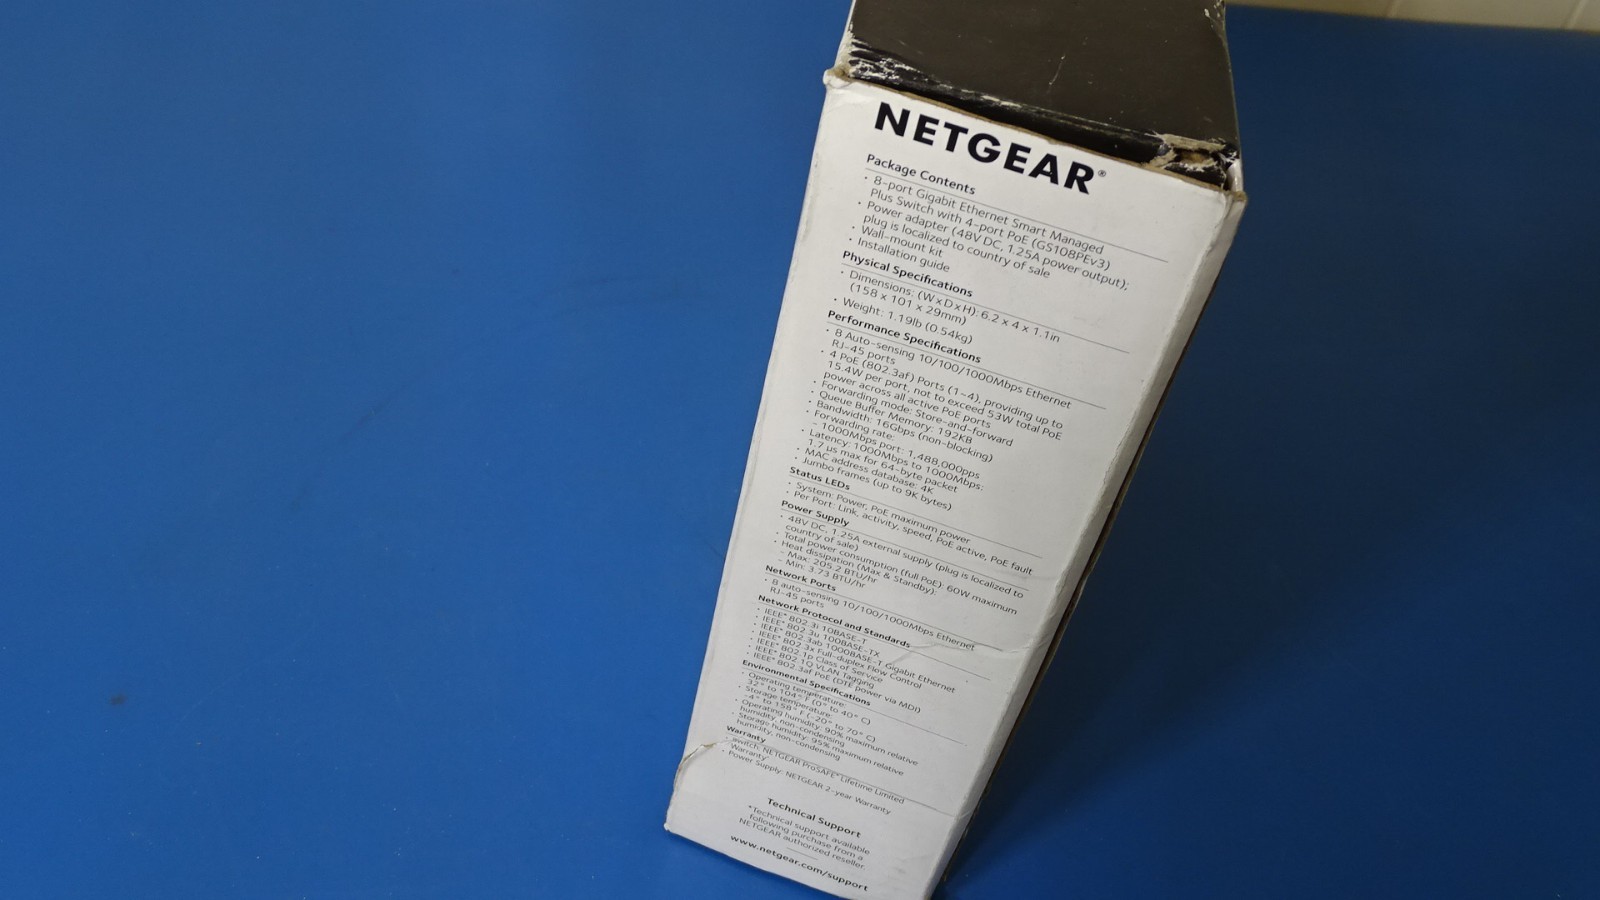 NETGEAR®
Package Contents
· 8-port Gigabit Ethernet Smart Managed
Plus Switch with 4-port PoE (GS108PEv3)
· Power adapter (48V DC, 1.25A power output);
plug is localized to country of sale
· Wall-mount kit
· Installation guide
Physical Specifications
· Dimensions: (W x D x H): 6.2 x 4 x 1.1in
(158 x 101 x 29mm)
· Weight: 1.19lb (0.54kg)
Performance Specifications
· 8 Auto-sensing 10/100/1000Mbps Ethernet
RJ-45 ports
· 4 PoE (802.3af) Ports (1-4), providing up to
15.4W per port, not to exceed 53W total PoE
power across all active PoE ports
· Forwarding mode: Store-and-forward
· Queue Buffer Memory: 192KB
· Bandwidth: 16Gbps (non-blocking)
· Forwarding rate:
- 1000Mbps port: 1,488,000pps
· Latency: 1000Mbps to 1000Mbps:
1.7 µs max for 64-byte packet
· MAC address database: 4K
· Jumbo frames (up to 9K bytes)
Status LEDs
· System: Power, PoE maximum power
· Per Port: Link, activity, speed, PoE active, PoE fault
Power Supply
· 48V DC, 1.25A external supply (plug is localized to
country of sale)
· Total power consumption (full PoE): 60W maximum
· Heat dissipation (Max & Standby):
- Max: 205.2 BTU/hr
- Min: 3.73 BTU/hr
Network Ports
· 8 auto-sensing 10/100/1000Mbps Ethernet
RJ-45 ports
Network Protocol and Standards
· IEEE® 802.3i 10BASE-T
· IEEE® 802.3u 100BASE-TX
· IEEE® 802.3ab 1000BASE-T Gigabit Ethernet
· IEEE® 802.3x Full-duplex Flow Control
· IEEE® 802.1p Class of Service
· IEEE® 802.1Q VLAN Tagging
· IEEE® 802.3af PoE (DTE power via MDI)
Environmental Specifications
· Operating temperature:
32° to 104° F (0° to 40° C)
· Storage temperature:
-4° to 158° F (-20° to 70° C)
· Operating humidity: 90% maximum relative
humidity, non-condensing
· Storage humidity: 95% maximum relative
humidity, non-condensing
Warranty
· Switch: NETGEAR ProSAFE® Lifetime Limited
Warranty*
· Power Supply: NETGEAR 2-year Warranty
Technical Support
*Technical support available
following purchase from a
NETGEAR authorized reseller.
www.netgear.com/support